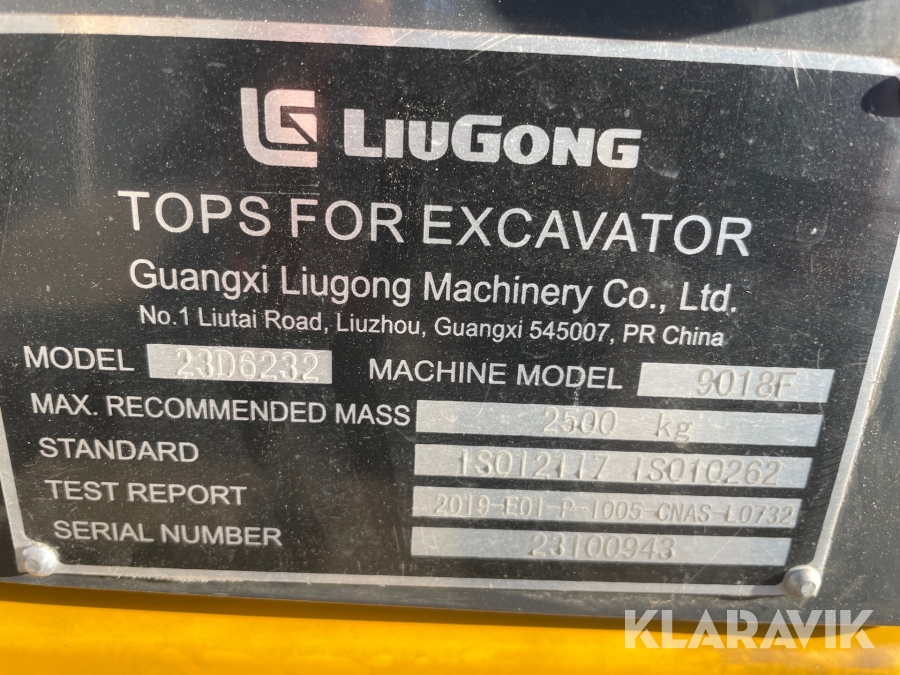 LG LIUGONG
TOPS FOR EXCAVATOR
Guangxi Liugong Machinery Co., Ltd.
No.1 Liutai Road, Liuzhou, Guangxi 545007, PR China
MODEL 23D6232 MACHINE MODEL 9018F
MAX. RECOMMENDED MASS 2500 kg
STANDARD ISO12117 ISO10262
TEST REPORT 2019-E01-P-1005-CNAS-L0732
SERIAL NUMBER 23100943
KLARAVIK